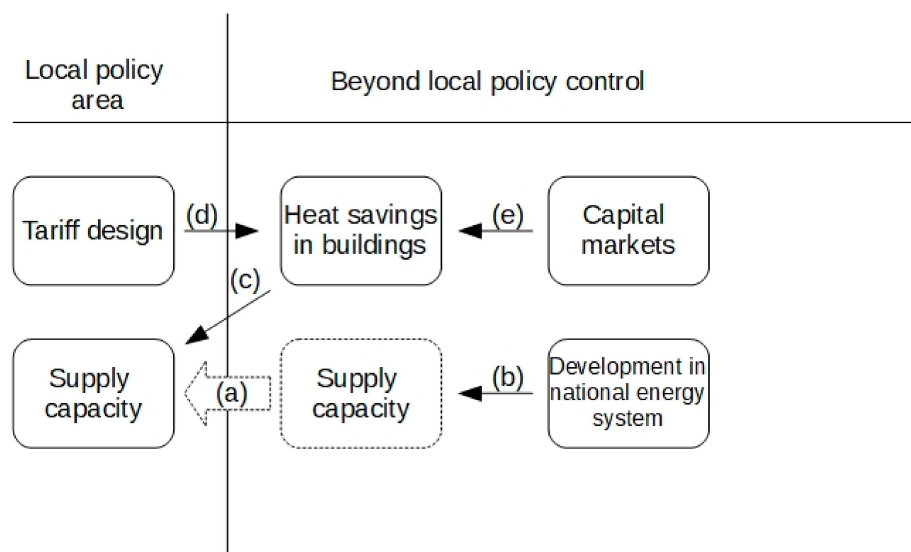 Local policy
area
Beyond local policy control
Tariff design
(d)
Heat savings
in buildings
(e)
Capital
markets
(c)
Supply
capacity
(a)
Supply
capacity
(b)
Development in
national energy
system